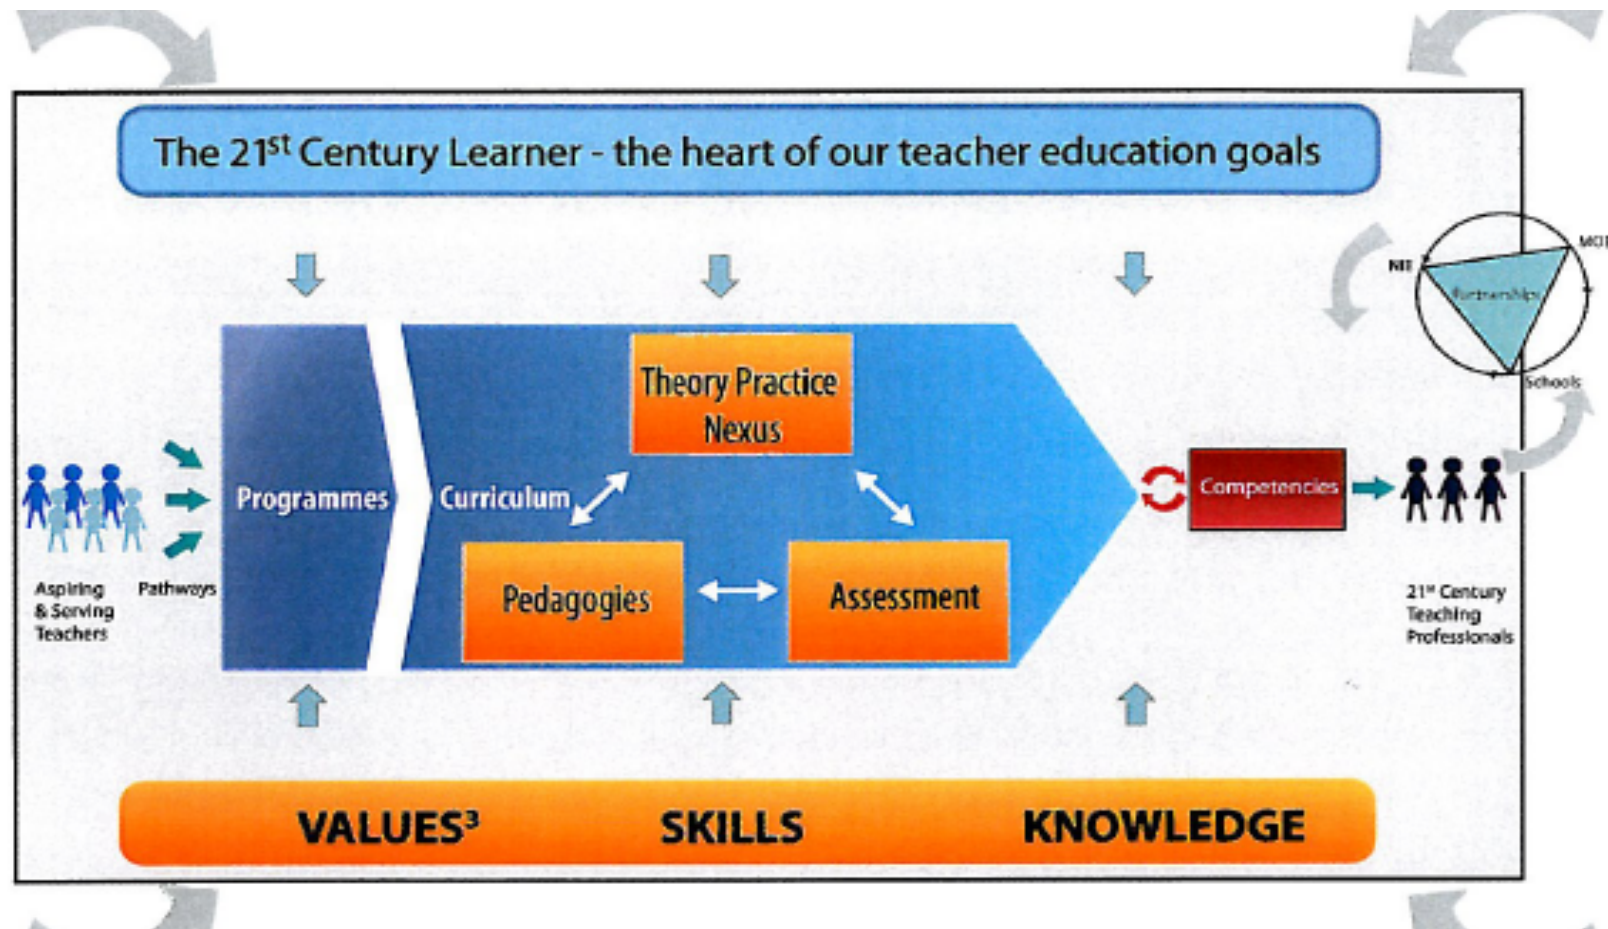 The 21st Century Learner - the heart of our teacher education goals
NIE
Partnerships
Schools
Theory Practice
Nexus
Programmes
Curriculum
Competencies
Pedagogies
Assessment
Aspiring
& Serving
Teachers
Pathways
21st Century
Teaching
Professionals
VALUES³
SKILLS
KNOWLEDGE